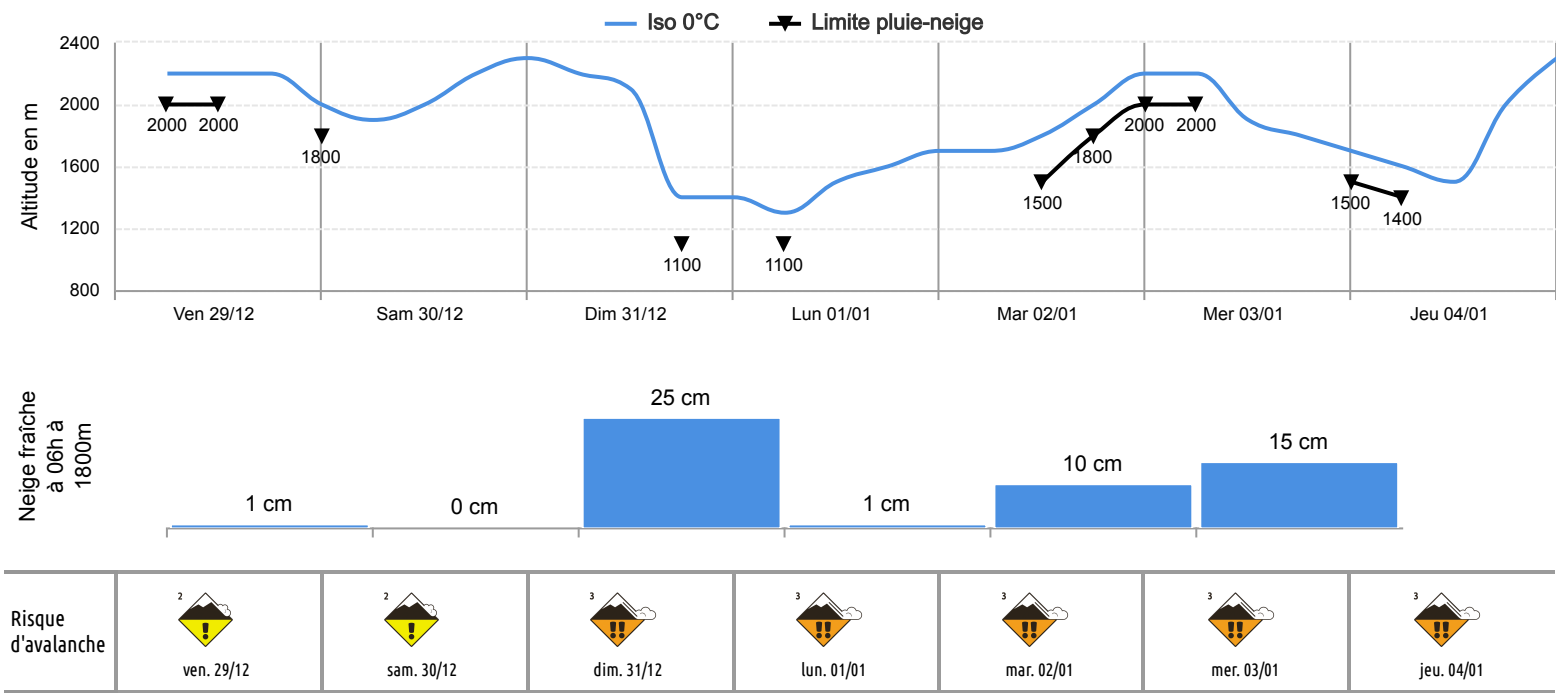 Iso 0°C Limite pluie-neige
Altitude en m
2400
2000
1600
1200
800
2000 2000
1800
1100
1100
1500
1800
2000
2000
1500
1400
Ven 29/12 Sam 30/12 Dim 31/12 Lun 01/01 Mar 02/01 Mer 03/01 Jeu 04/01
Neige fraîche
à 06h à
1800m
1 cm
0 cm
25 cm
1 cm
10 cm
15 cm
Risque
d'avalanche
2 2 3 3 3 3 3
! ! !! !! !! !! !!
ven. 29/12 sam. 30/12 dim. 31/12 lun. 01/01 mar. 02/01 mer. 03/01 jeu. 04/01